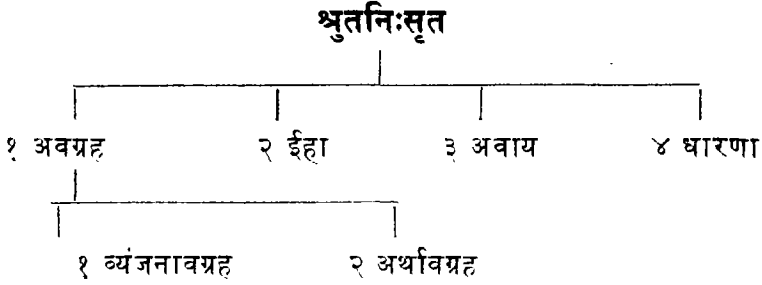 श्रुतनिःसृत
१ अवग्रह २ ईहा ३ अवाय ४ धारणा
१ व्यंजनावग्रह २ अर्थावग्रह